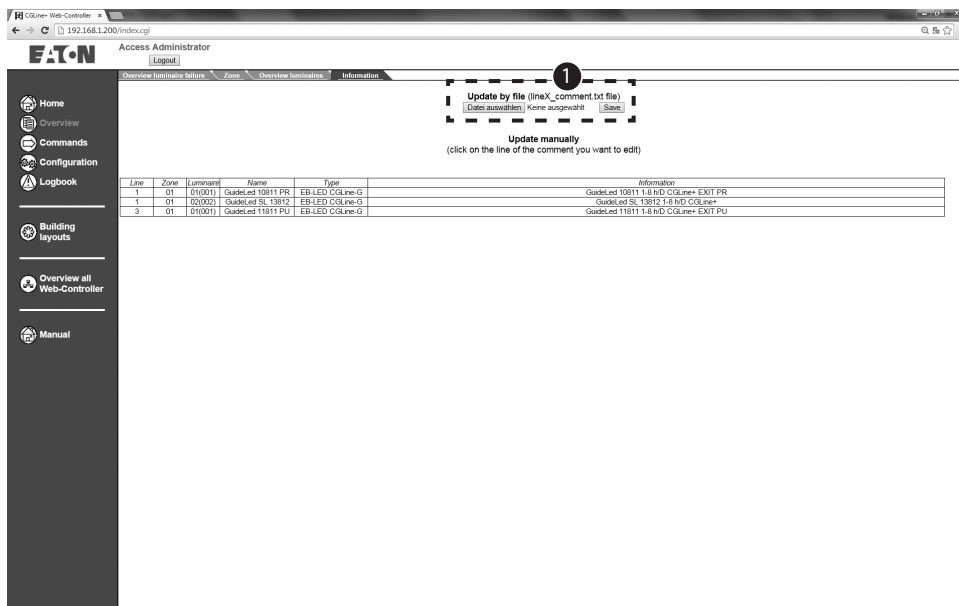 CGLine+ Web-Controller
192.168.1.200/index.cgi
EATON
Access Administrator
Logout
Overview luminaire failure Zone Overview luminaires Information
1
Update by file (lineX_comment.txt file)
Datei auswählen Keine ausgewählt Save
Update manually
(click on the line of the comment you want to edit)
Home
Overview
Commands
Configuration
Logbook
Building
layouts
Overview all
Web-Controller
Manual
Line Zone Luminaire Name Type Information
1 01 01(001) GuideLed 10811 PR EB-LED CGLine-G GuideLed 10811 1-8 h/D CGLine+ EXIT PR
1 01 02(002) GuideLed SL 13812 EB-LED CGLine-G GuideLed SL 13812 1-8 h/D CGLine+
3 01 01(001) GuideLed 11811 PU EB-LED CGLine-G GuideLed 11811 1-8 h/D CGLine+ EXIT PU